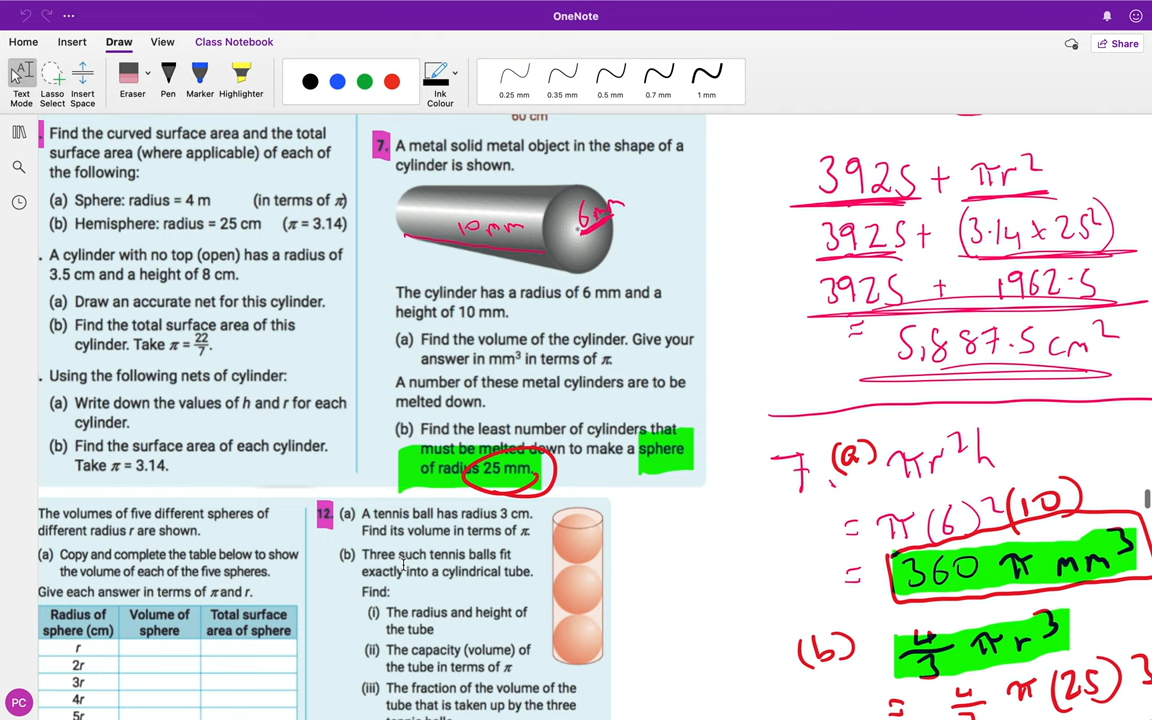 OneNote
Home Insert Draw View Class Notebook
Share
Text Mode
Lasso Select
Insert Space
Eraser
Pen
Marker
Highlighter
Ink Colour
0.25 mm 0.35 mm 0.5 mm 0.7 mm 1 mm
Find the curved surface area and the total
surface area (where applicable) of each of
the following:
(a) Sphere: radius = 4 m (in terms of π)
(b) Hemisphere: radius = 25 cm (π = 3.14)
. A cylinder with no top (open) has a radius of
3.5 cm and a height of 8 cm.
(a) Draw an accurate net for this cylinder.
(b) Find the total surface area of this
cylinder. Take π = 22/7.
. Using the following nets of cylinder:
(a) Write down the values of h and r for each
cylinder.
(b) Find the surface area of each cylinder.
Take π = 3.14.
60 cm
7. A metal solid metal object in the shape of a
cylinder is shown.
10 mm
6 mm
The cylinder has a radius of 6 mm and a
height of 10 mm.
(a) Find the volume of the cylinder. Give your
answer in mm³ in terms of π.
A number of these metal cylinders are to be
melted down.
(b) Find the least number of cylinders that
must be melted down to make a sphere
of radius 25 mm.
The volumes of five different spheres of
different radius r are shown.
(a) Copy and complete the table below to show
the volume of each of the five spheres.
Give each answer in terms of π and r.
Radius of sphere (cm) Volume of sphere Total surface area of sphere
r
2r
3r
4r
5r
12. (a) A tennis ball has radius 3 cm.
Find its volume in terms of π.
(b) Three such tennis balls fit
exactly into a cylindrical tube.
Find:
(i) The radius and height of
the tube
(ii) The capacity (volume) of
the tube in terms of π
(iii) The fraction of the volume of the
tube that is taken up by the three
tennis balls
3925 + πr²
3925 + (3.14 x 25²)
3925 + 1962.5
= 5,887.5 cm²
7 (a) πr²h
= π(6)²(10)
= 360 π mm³
(b) 4/3 πr³
= 4/3 π (25)³
PC